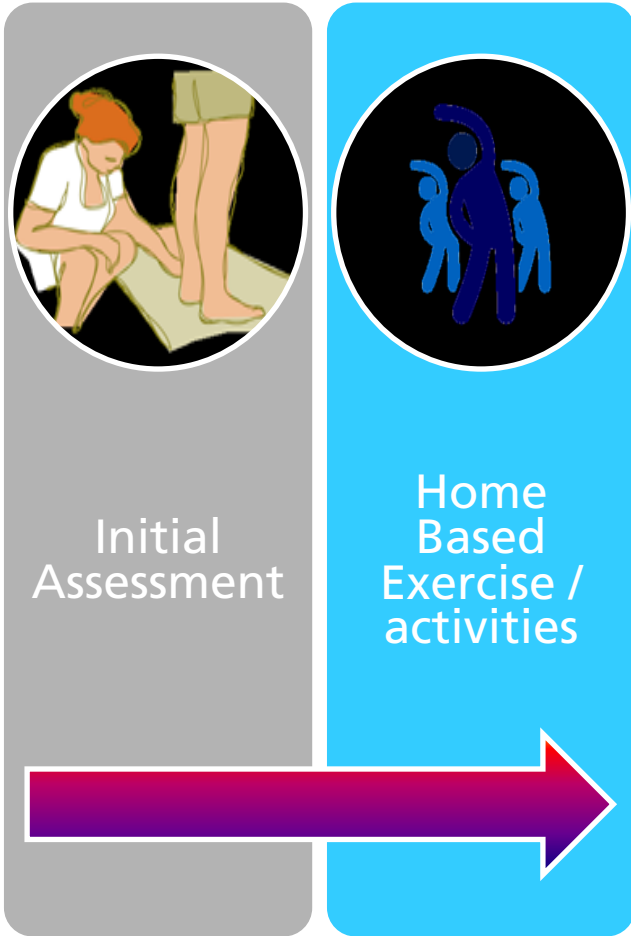 Initial
Assessment
Home
Based
Exercise /
activities